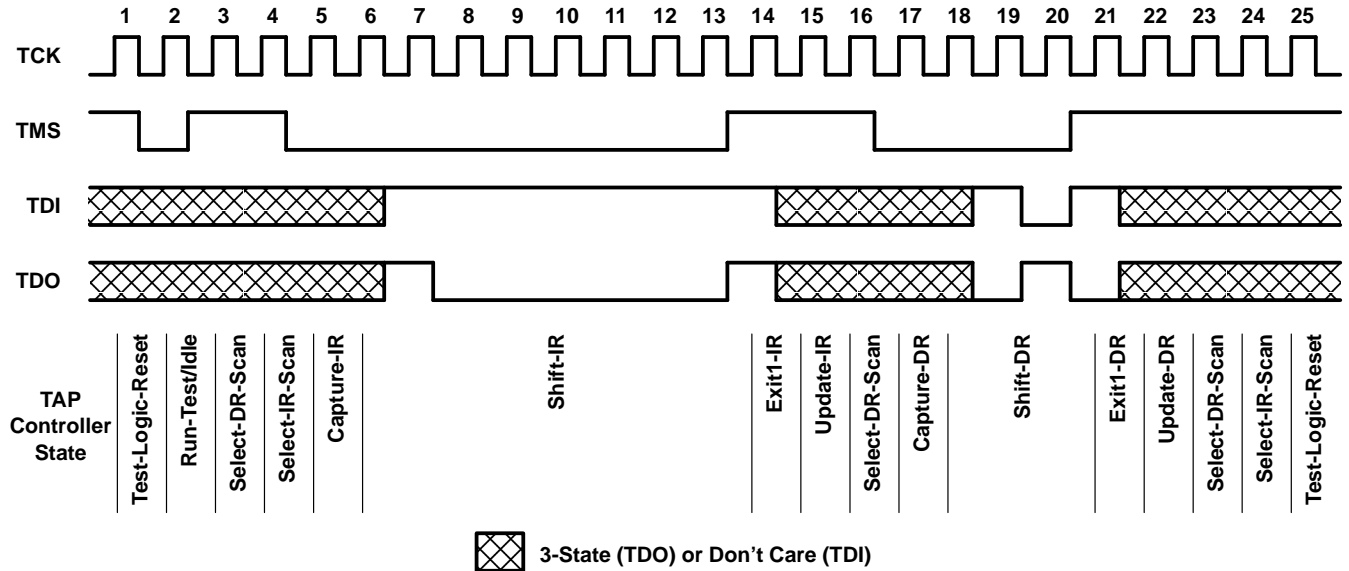 1 2 3 4 5 6 7 8 9 10 11 12 13 14 15 16 17 18 19 20 21 22 23 24 25
TCK
TMS
TDI
TDO
TAP
Controller
State
Test-Logic-Reset
Run-Test/Idle
Select-DR-Scan
Select-IR-Scan
Capture-IR
Shift-IR
Exit1-IR
Update-IR
Select-DR-Scan
Capture-DR
Shift-DR
Exit1-DR
Update-DR
Select-DR-Scan
Select-IR-Scan
Test-Logic-Reset
3-State (TDO) or Don't Care (TDI)